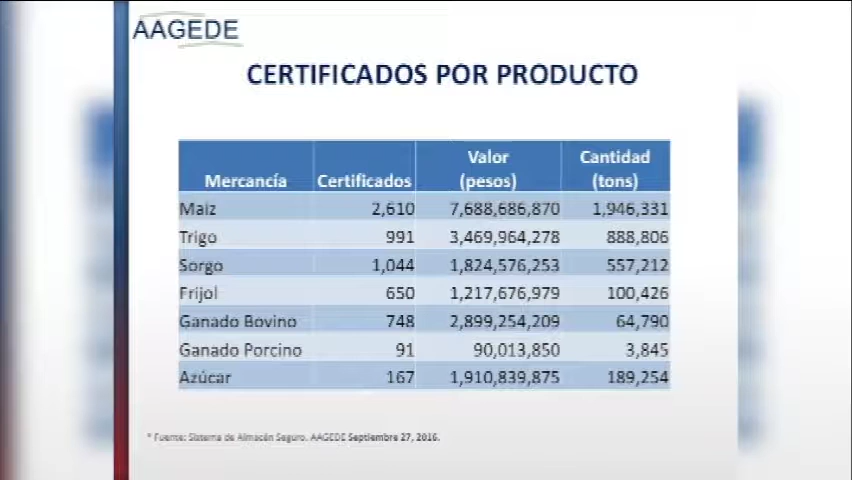 AAGEDE
CERTIFICADOS POR PRODUCTO
Mercancía Certificados Valor (pesos) Cantidad (tons)
Maiz 2,610 7,688,686,870 1,946,331
Trigo 991 3,469,964,278 888,806
Sorgo 1,044 1,824,576,253 557,212
Frijol 650 1,217,676,979 100,426
Ganado Bovino 748 2,899,254,209 64,790
Ganado Porcino 91 90,013,850 3,845
Azúcar 167 1,910,839,875 189,254
* Fuente: Sistema de Almacén Seguro. AAGEDE Septiembre 27, 2016.